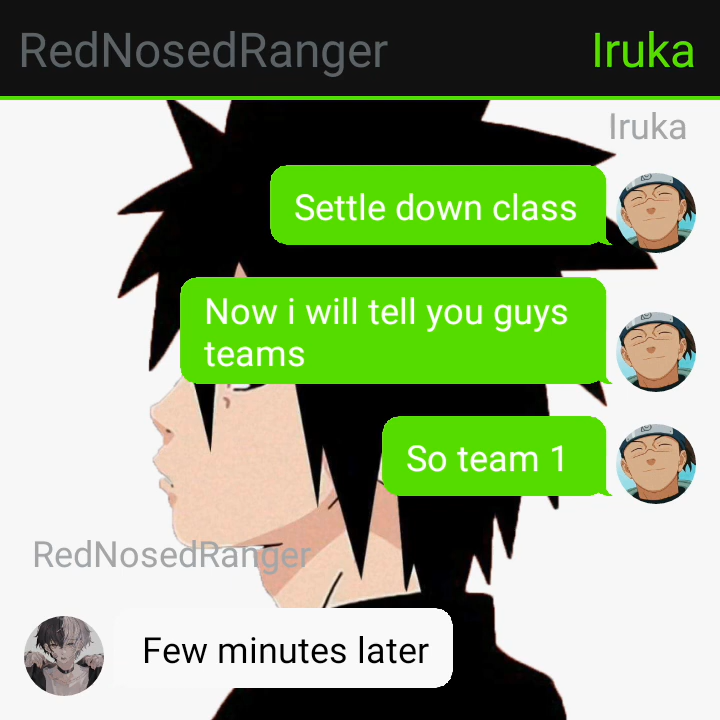 RedNosedRanger Iruka
Iruka
Settle down class
Now i will tell you guys
teams
So team 1
RedNosedRanger
Few minutes later